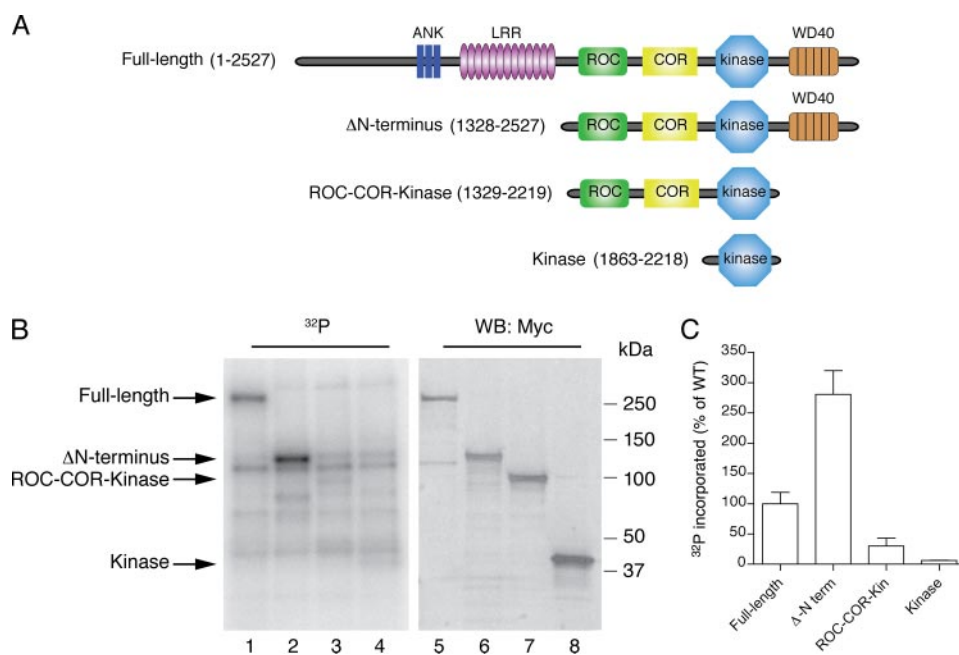 A
ANK
LRR
WD40
Full-length (1-2527)
ROC
COR
kinase
WD40
ΔN-terminus (1328-2527)
ROC
COR
kinase
ROC-COR-Kinase (1329-2219)
ROC
COR
kinase
Kinase (1863-2218)
kinase
B
³²P
WB: Myc
kDa
Full-length
250
ΔN-terminus
150
ROC-COR-Kinase
100
50
Kinase
37
1 2 3 4 5 6 7 8
C
³²P incorporated (% of WT)
350
300
250
200
150
100
50
0
Full-length
Δ-N term
ROC-COR-Kin
Kinase